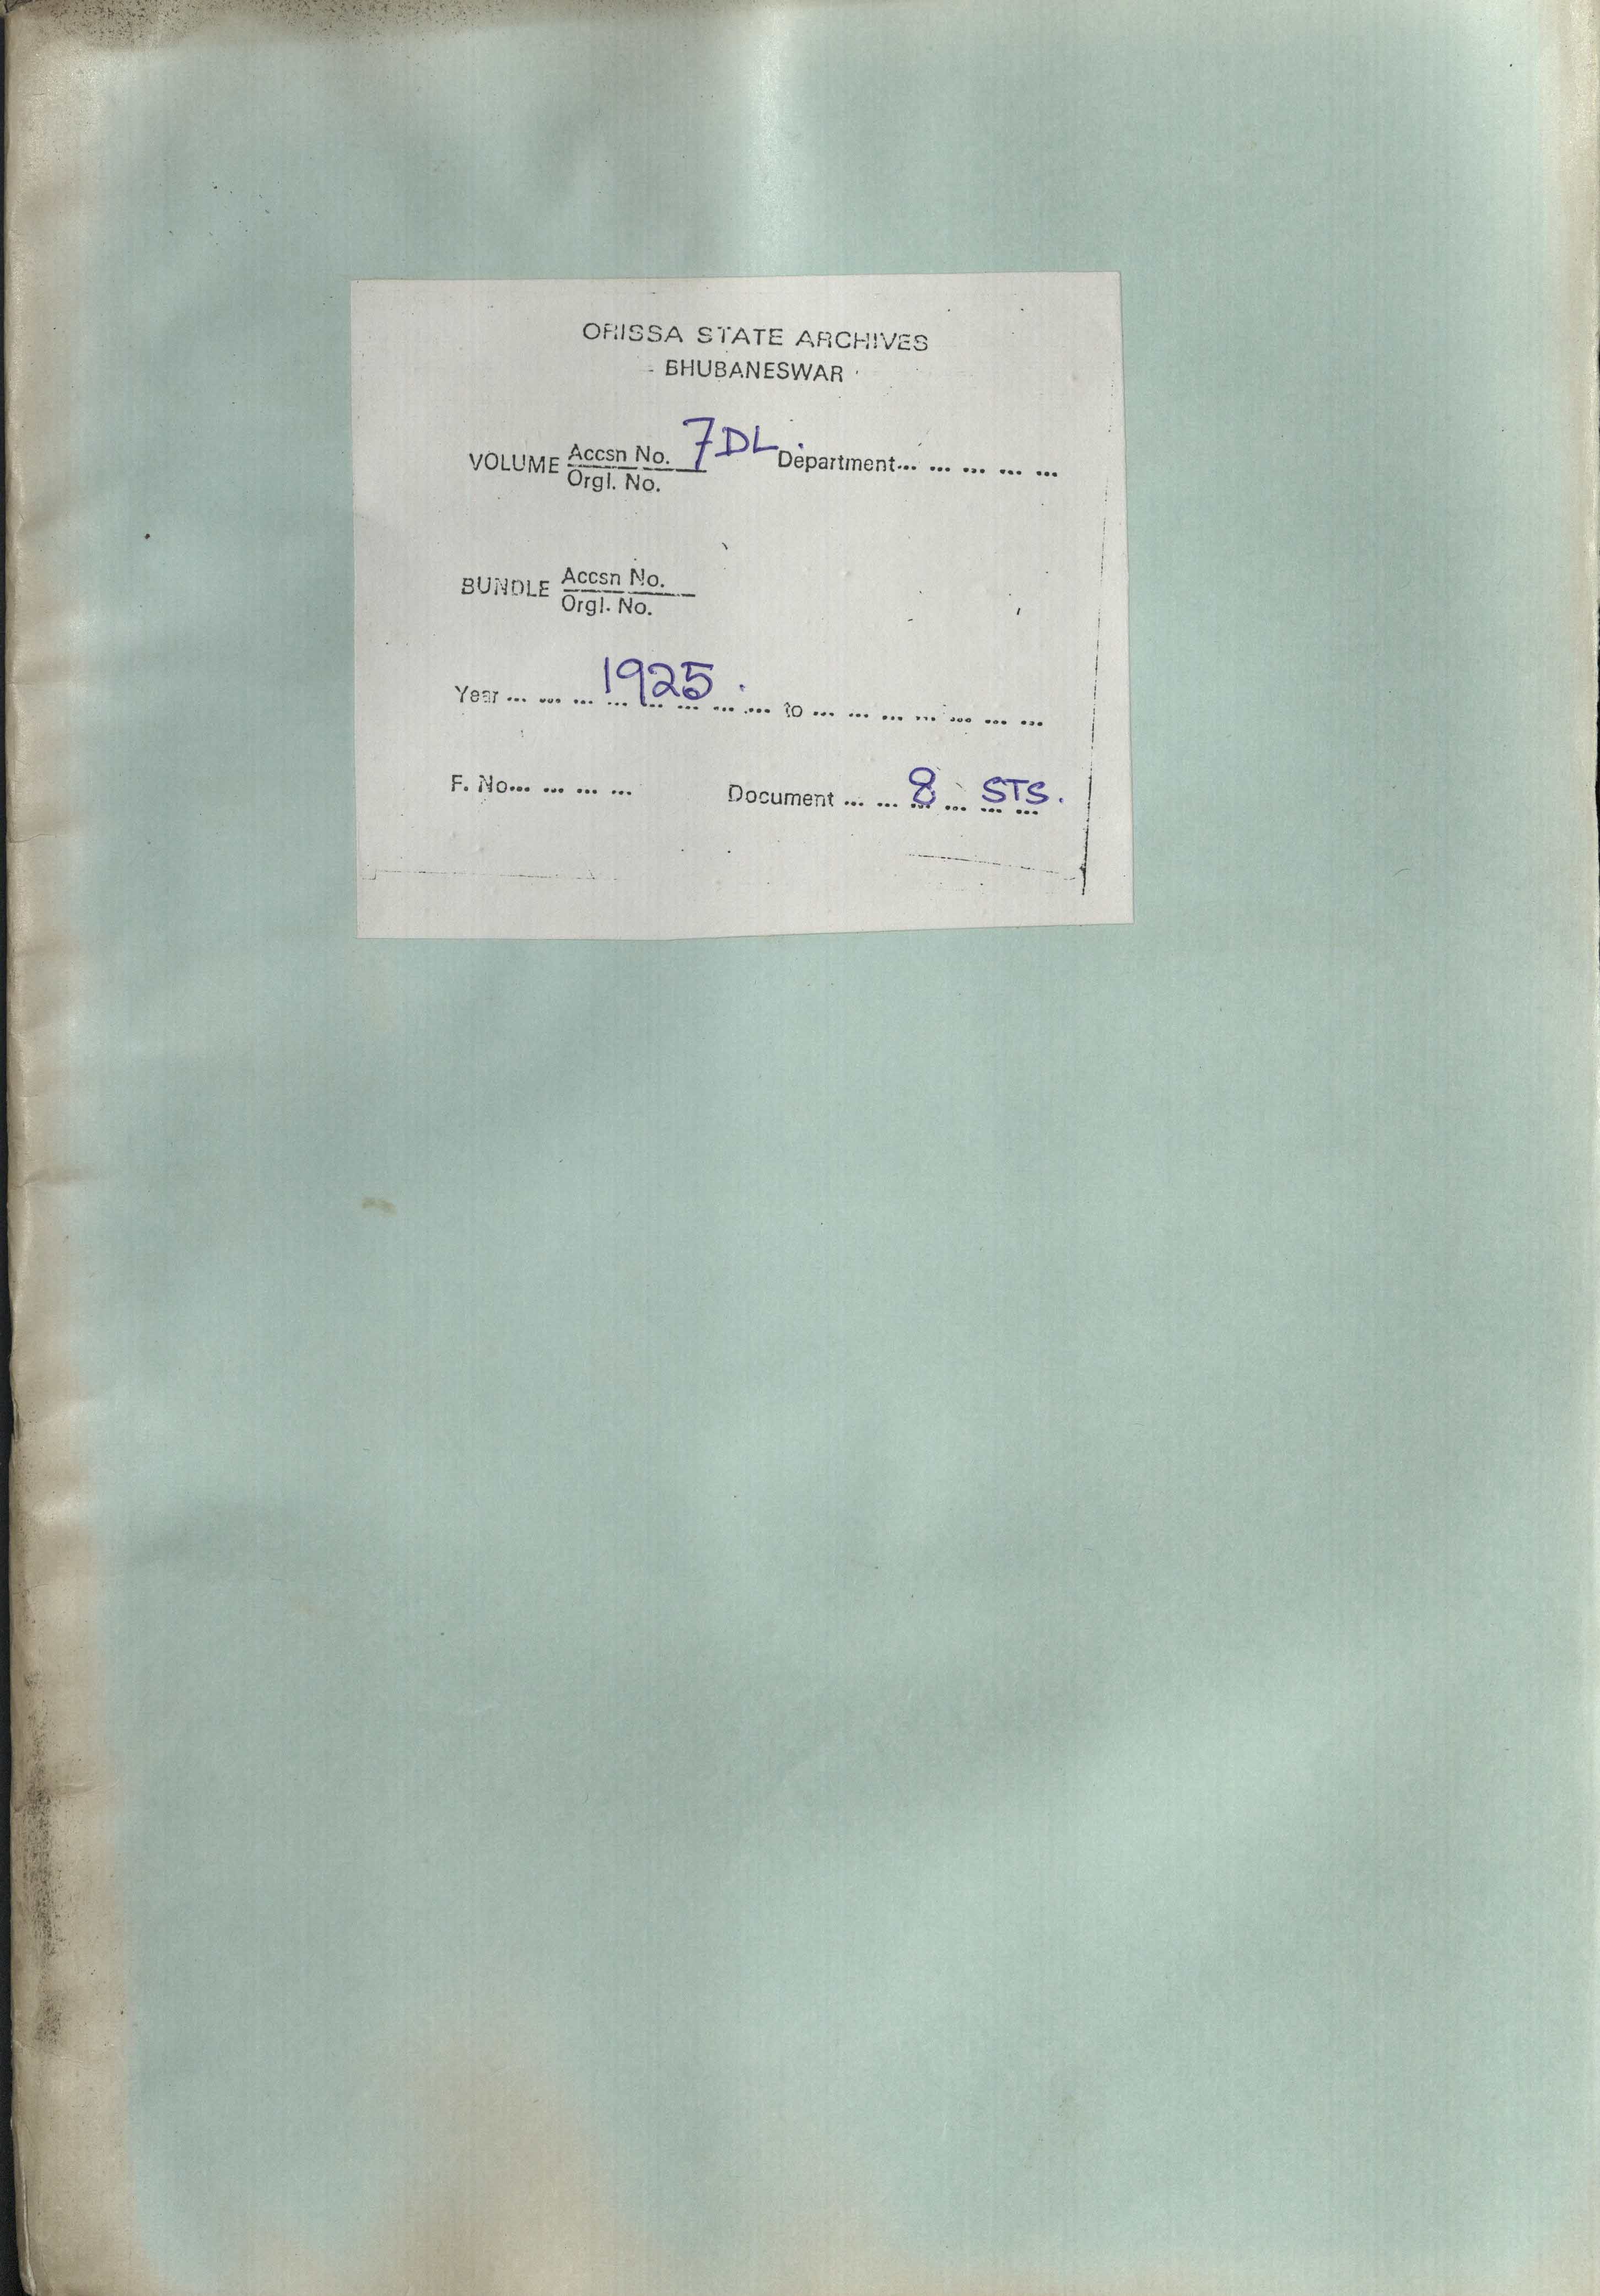 ORISSA STATE ARCHIVES
BHUBANESWAR
VOLUME Accsn No. 7DL. Department... ... ... ... ...
Orgl. No.
BUNDLE Accsn No.
Orgl. No.
Year ... ... ... 1925. ... ... ... ... ... to ... ... ... ... ... ... ...
F. No... ... ... ... Document ... ... 8 ... STS.